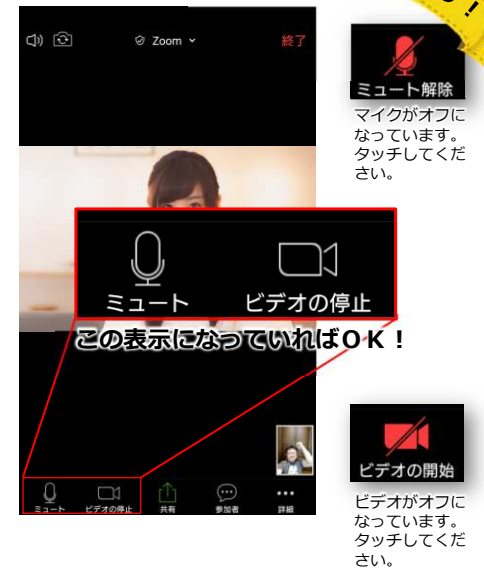 Zoom
終了
ミュート
ビデオの停止
この表示になっていればＯＫ！
ミュート
ビデオの停止
共有
参加者
詳細
！
ミュート解除
マイクがオフに
なっています。
タッチしてくだ
さい。
ビデオの開始
ビデオがオフに
なっています。
タッチしてくだ
さい。